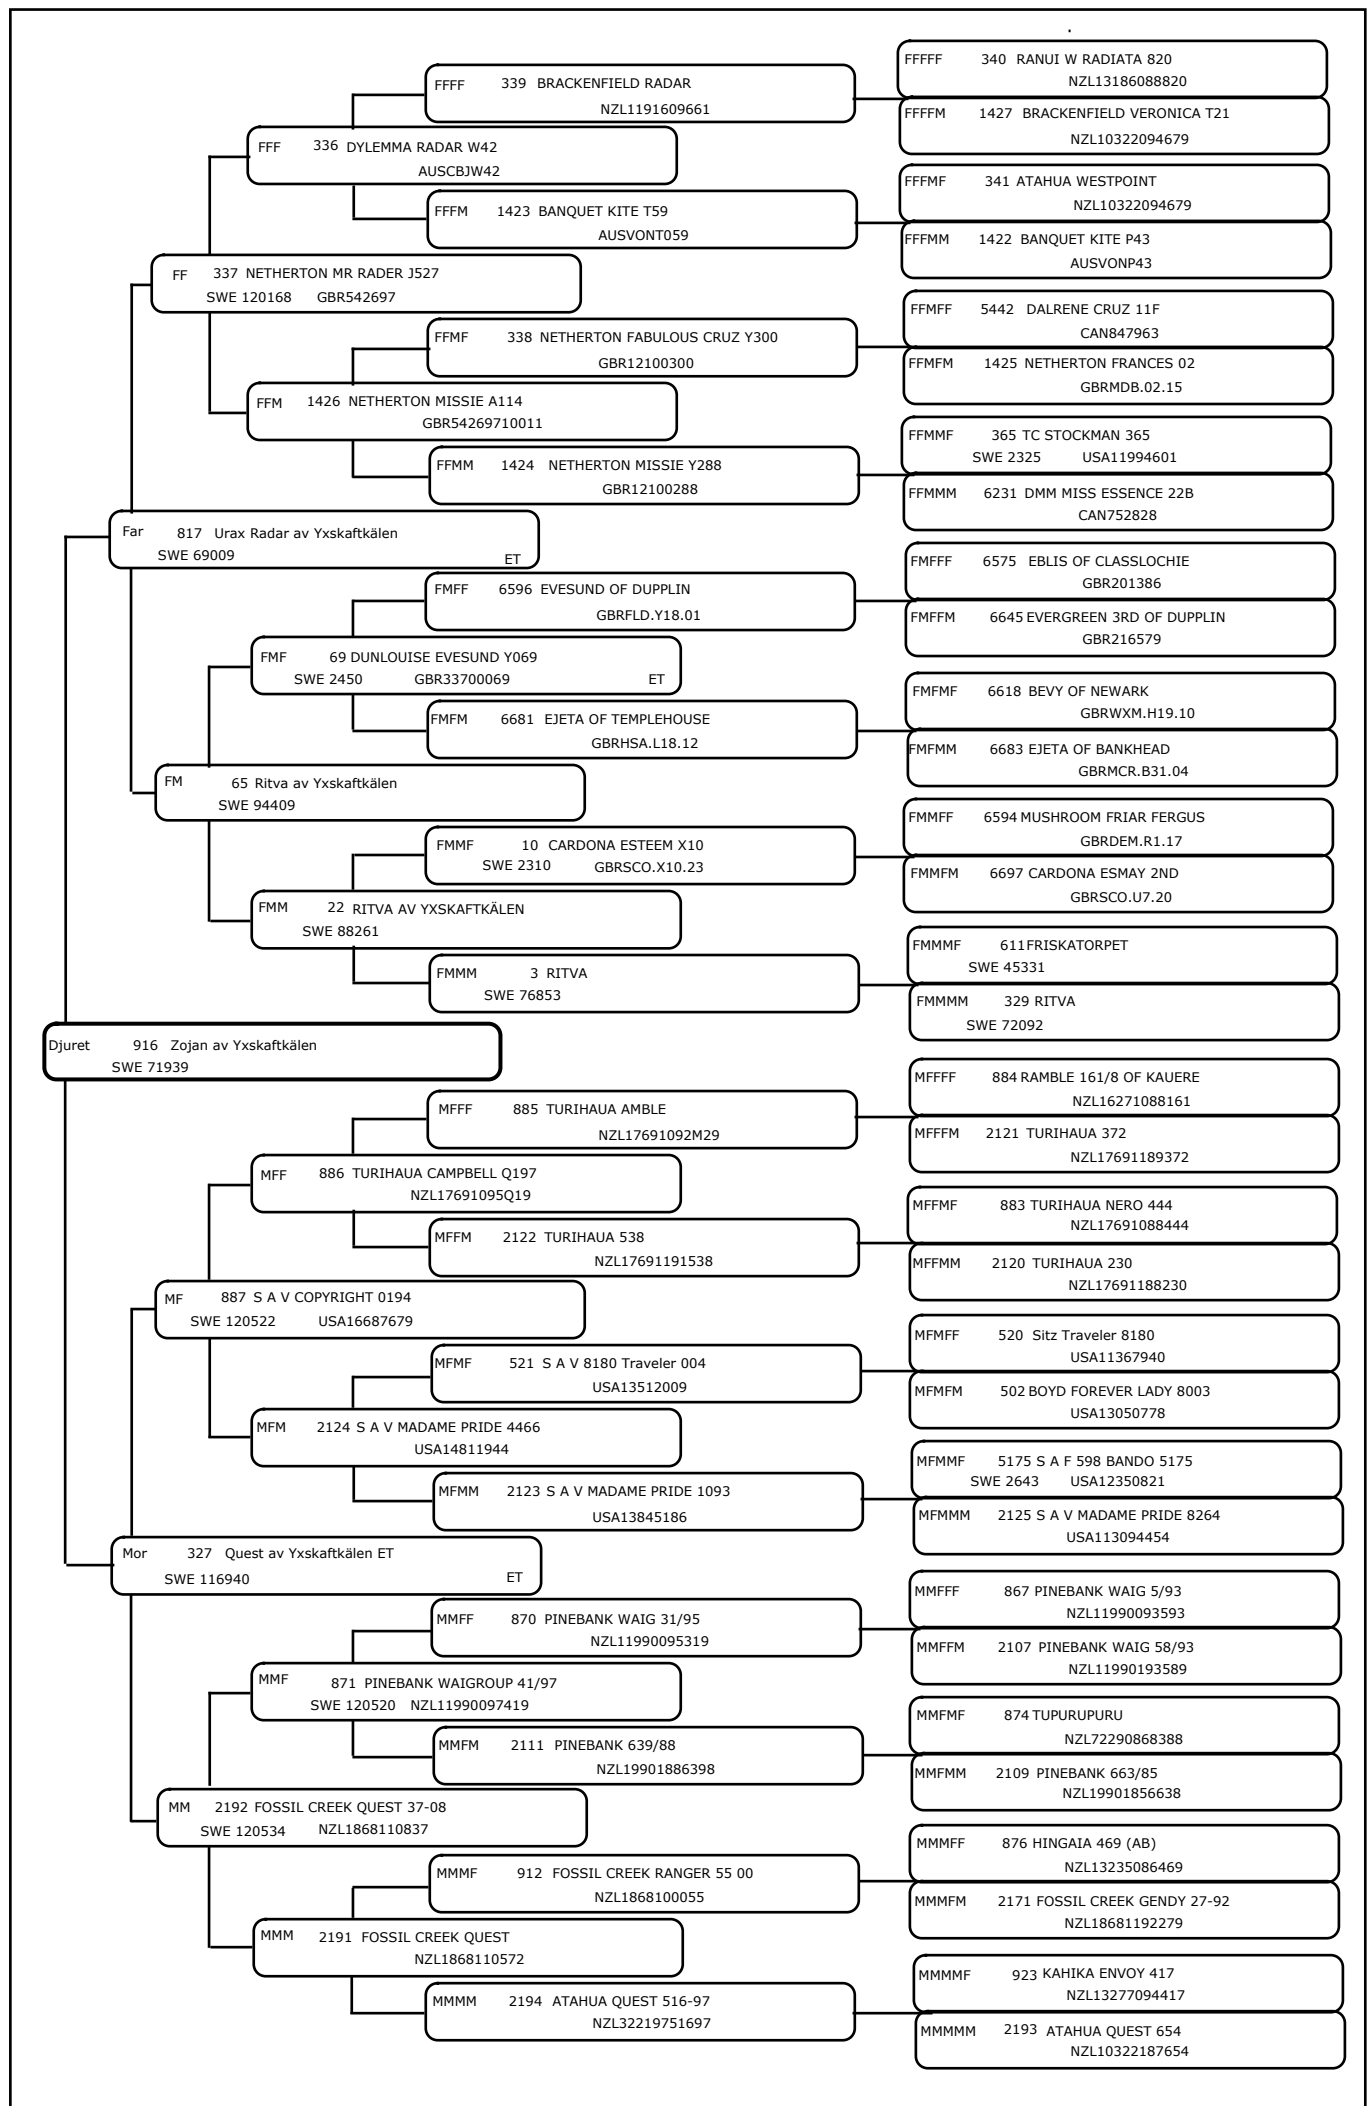 FFFFF 340 RANUI W RADIATA 820
NZL13186088820
FFFF 339 BRACKENFIELD RADAR
NZL1191609661
FFFFM 1427 BRACKENFIELD VERONICA T21
NZL10322094679
FFF 336 DYLEMMA RADAR W42
AUSCBJW42
FFFMF 341 ATAHUA WESTPOINT
NZL10322094679
FFFM 1423 BANQUET KITE T59
AUSVONT059
FFFMM 1422 BANQUET KITE P43
AUSVONP43
FF 337 NETHERTON MR RADER J527
SWE 120168 GBR542697
FFMFF 5442 DALRENE CRUZ 11F
CAN847963
FFMF 338 NETHERTON FABULOUS CRUZ Y300
GBR12100300
FFMFM 1425 NETHERTON FRANCES 02
GBRMDB.02.15
FFM 1426 NETHERTON MISSIE A114
GBR54269710011
FFMMF 365 TC STOCKMAN 365
SWE 2325 USA11994601
FFMM 1424 NETHERTON MISSIE Y288
GBR12100288
FFMMM 6231 DMM MISS ESSENCE 22B
CAN752828
Far 817 Urax Radar av Yxskaftkälen
SWE 69009 ET
FMFFF 6575 EBLIS OF CLASSLOCHIE
GBR201386
FMFF 6596 EVESUND OF DUPPLIN
GBRFLD.Y18.01
FMFFM 6645 EVERGREEN 3RD OF DUPPLIN
GBR216579
FMF 69 DUNLOUISE EVESUND Y069
SWE 2450 GBR33700069 ET
FMFMF 6618 BEVY OF NEWARK
GBRWXM.H19.10
FMFM 6681 EJETA OF TEMPLEHOUSE
GBRHSA.L18.12
FMFMM 6683 EJETA OF BANKHEAD
GBRMCR.B31.04
FM 65 Ritva av Yxskaftkälen
SWE 94409
FMMFF 6594 MUSHROOM FRIAR FERGUS
GBRDEM.R1.17
FMMF 10 CARDONA ESTEEM X10
SWE 2310 GBRSCO.X10.23
FMMFM 6697 CARDONA ESMAY 2ND
GBRSCO.U7.20
FMM 22 RITVA AV YXSKAFTKÄLEN
SWE 88261
FMMMF 611 FRISKATORPET
SWE 45331
FMMM 3 RITVA
SWE 76853
FMMMM 329 RITVA
SWE 72092
Djuret 916 Zojan av Yxskaftkälen
SWE 71939
MFFFF 884 RAMBLE 161/8 OF KAUERE
NZL16271088161
MFFF 885 TURIHAUA AMBLE
NZL17691092M29
MFFFM 2121 TURIHAUA 372
NZL17691189372
MFF 886 TURIHAUA CAMPBELL Q197
NZL17691095Q19
MFFMF 883 TURIHAUA NERO 444
NZL17691088444
MFFM 2122 TURIHAUA 538
NZL17691191538
MFFMM 2120 TURIHAUA 230
NZL17691188230
MF 887 S A V COPYRIGHT 0194
SWE 120522 USA16687679
MFMFF 520 Sitz Traveler 8180
USA11367940
MFMF 521 S A V 8180 Traveler 004
USA13512009
MFMFM 502 BOYD FOREVER LADY 8003
USA13050778
MFM 2124 S A V MADAME PRIDE 4466
USA14811944
MFMMF 5175 S A F 598 BANDO 5175
SWE 2643 USA12350821
MFMM 2123 S A V MADAME PRIDE 1093
USA13845186
MFMMM 2125 S A V MADAME PRIDE 8264
USA113094454
Mor 327 Quest av Yxskaftkälen ET
SWE 116940 ET
MMFFF 867 PINEBANK WAIG 5/93
NZL11990093593
MMFF 870 PINEBANK WAIG 31/95
NZL11990095319
MMFFM 2107 PINEBANK WAIG 58/93
NZL11990193589
MMF 871 PINEBANK WAIGROUP 41/97
SWE 120520 NZL11990097419
MMFMF 874 TUPURUPURU
NZL72290868388
MMFM 2111 PINEBANK 639/88
NZL19901886398
MMFMM 2109 PINEBANK 663/85
NZL19901856638
MM 2192 FOSSIL CREEK QUEST 37-08
SWE 120534 NZL1868110837
MMMFF 876 HINGAIA 469 (AB)
NZL13235086469
MMMF 912 FOSSIL CREEK RANGER 55 00
NZL1868100055
MMMFM 2171 FOSSIL CREEK GENDY 27-92
NZL18681192279
MMM 2191 FOSSIL CREEK QUEST
NZL1868110572
MMMMF 923 KAHIKA ENVOY 417
NZL13277094417
MMMM 2194 ATAHUA QUEST 516-97
NZL32219751697
MMMMM 2193 ATAHUA QUEST 654
NZL10322187654